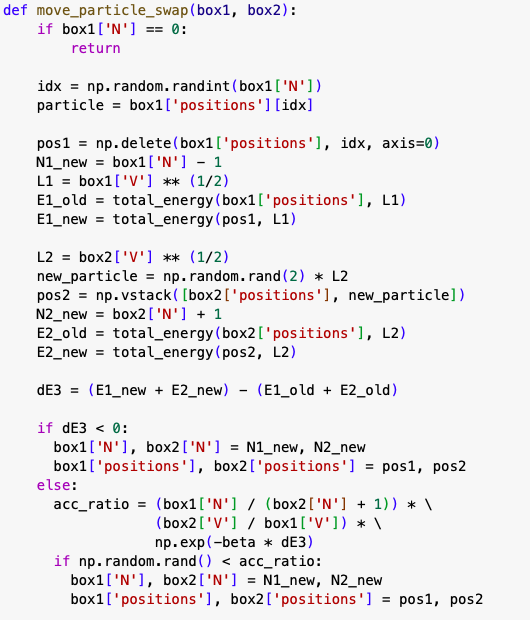 def move_particle_swap(box1, box2):
    if box1['N'] == 0:
        return

    idx = np.random.randint(box1['N'])
    particle = box1['positions'][idx]

    pos1 = np.delete(box1['positions'], idx, axis=0)
    N1_new = box1['N'] - 1
    L1 = box1['V'] ** (1/2)
    E1_old = total_energy(box1['positions'], L1)
    E1_new = total_energy(pos1, L1)

    L2 = box2['V'] ** (1/2)
    new_particle = np.random.rand(2) * L2
    pos2 = np.vstack([box2['positions'], new_particle])
    N2_new = box2['N'] + 1
    E2_old = total_energy(box2['positions'], L2)
    E2_new = total_energy(pos2, L2)

    dE3 = (E1_new + E2_new) - (E1_old + E2_old)

    if dE3 < 0:
      box1['N'], box2['N'] = N1_new, N2_new
      box1['positions'], box2['positions'] = pos1, pos2
    else:
      acc_ratio = (box1['N'] / (box2['N'] + 1)) * \
                  (box2['V'] / box1['V']) * \
                  np.exp(-beta * dE3)
      if np.random.rand() < acc_ratio:
        box1['N'], box2['N'] = N1_new, N2_new
        box1['positions'], box2['positions'] = pos1, pos2